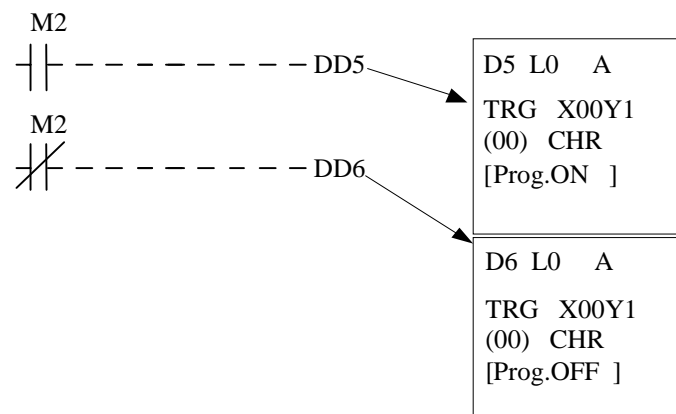 M2
DD5
M2
DD6
D5 L0 A
TRG X00Y1
(00) CHR
[Prog.ON ]
D6 L0 A
TRG X00Y1
(00) CHR
[Prog.OFF ]